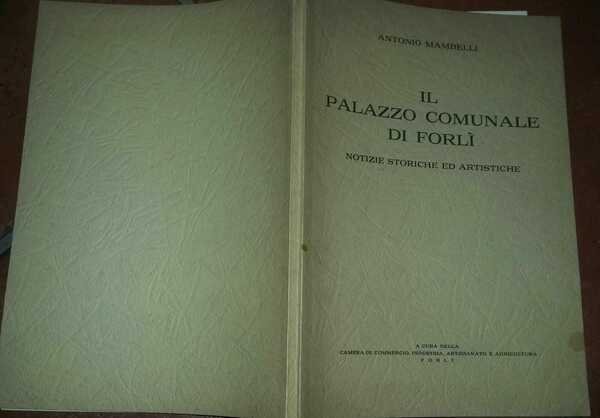 ANTONIO MAMBELLI
IL
PALAZZO COMUNALE
DI FORLÌ
NOTIZIE STORICHE ED ARTISTICHE
A CURA DELLA
CAMERA DI COMMERCIO, INDUSTRIA, ARTIGIANATO E AGRICOLTURA
FORLÌ